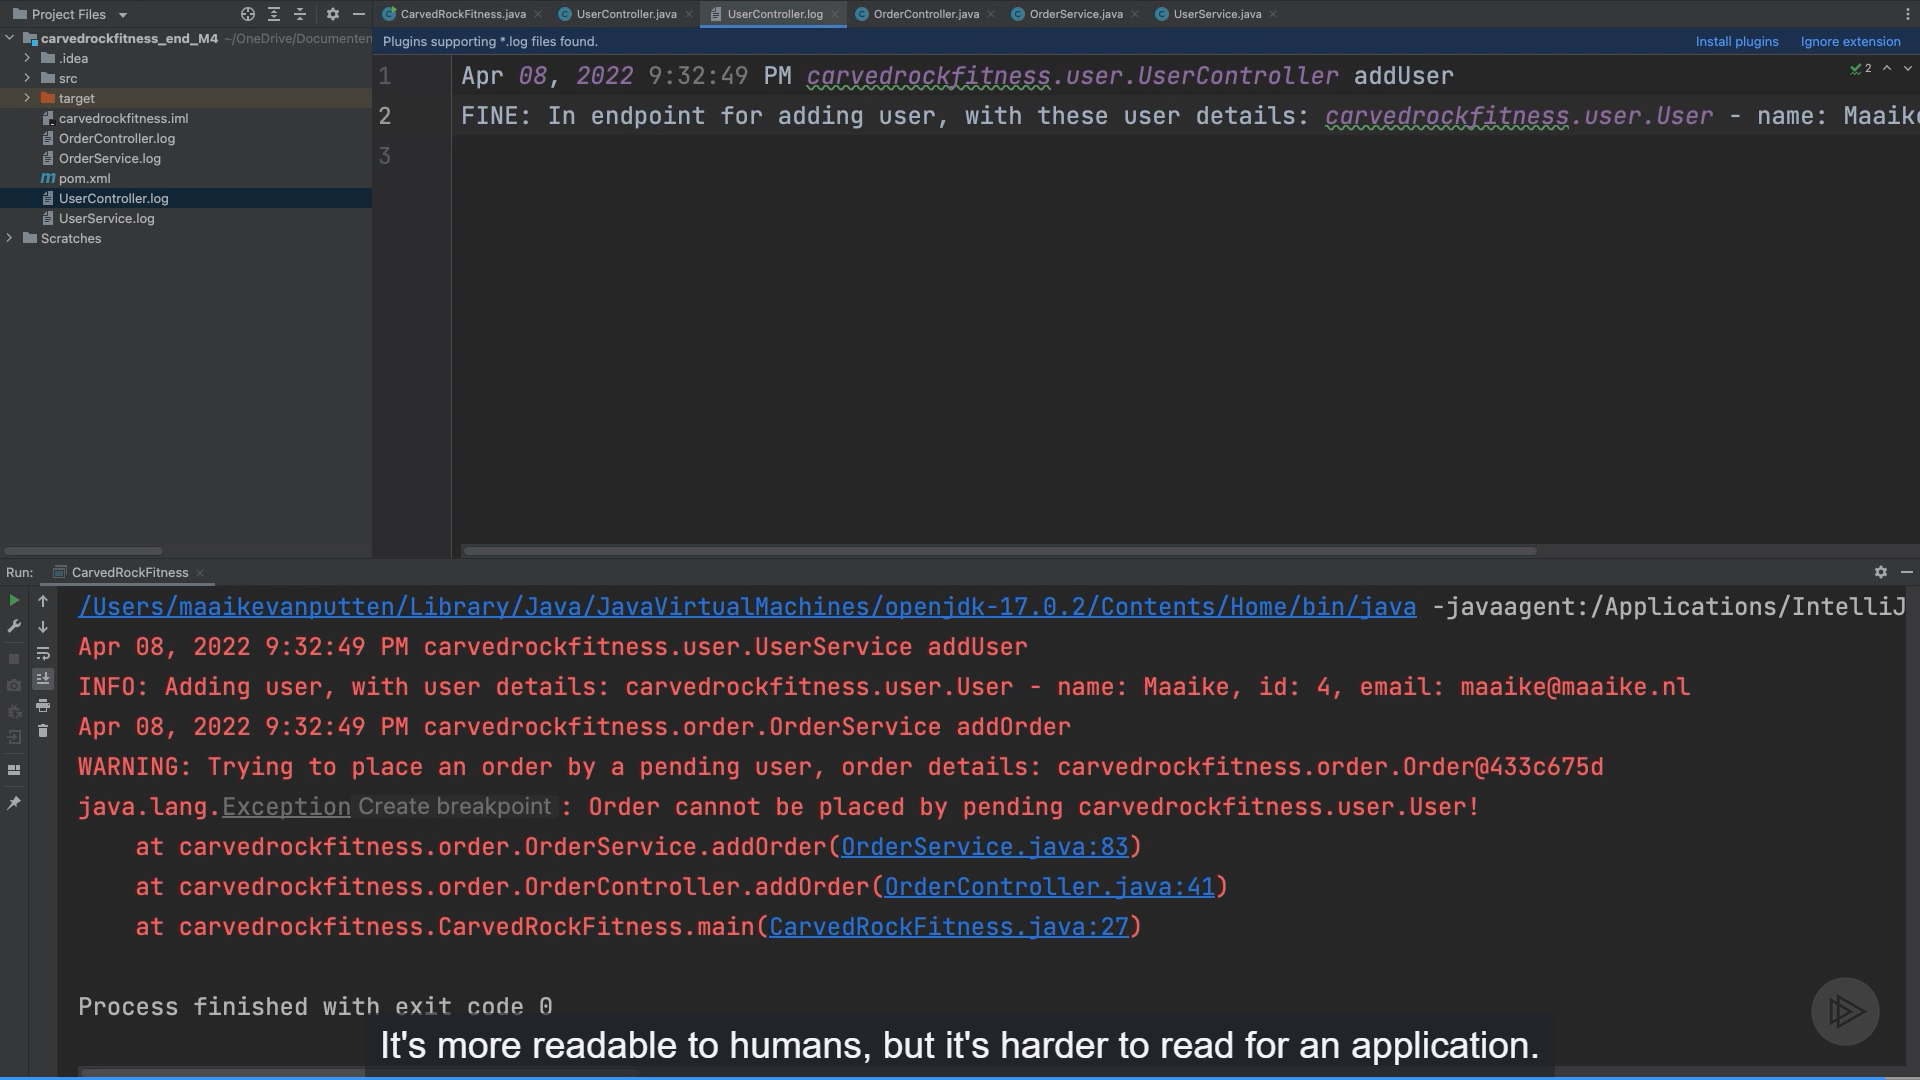 Project Files
CarvedRockFitness.java
UserController.java
UserController.log
OrderController.java
OrderService.java
UserService.java
carvedrockfitness_end_M4 ~/OneDrive/Documenten
Plugins supporting *.log files found.
Install plugins
Ignore extension
.idea
src
target
carvedrockfitness.iml
OrderController.log
OrderService.log
pom.xml
UserController.log
UserService.log
Scratches
1 Apr 08, 2022 9:32:49 PM carvedrockfitness.user.UserController addUser
2
2 FINE: In endpoint for adding user, with these user details: carvedrockfitness.user.User - name: Maaike
3
Run: CarvedRockFitness
/Users/maaikevanputten/Library/Java/JavaVirtualMachines/openjdk-17.0.2/Contents/Home/bin/java -javaagent:/Applications/IntelliJ
Apr 08, 2022 9:32:49 PM carvedrockfitness.user.UserService addUser
INFO: Adding user, with user details: carvedrockfitness.user.User - name: Maaike, id: 4, email: maaike@maaike.nl
Apr 08, 2022 9:32:49 PM carvedrockfitness.order.OrderService addOrder
WARNING: Trying to place an order by a pending user, order details: carvedrockfitness.order.Order@433c675d
java.lang.Exception Create breakpoint : Order cannot be placed by pending carvedrockfitness.user.User!
at carvedrockfitness.order.OrderService.addOrder(OrderService.java:83)
at carvedrockfitness.order.OrderController.addOrder(OrderController.java:41)
at carvedrockfitness.CarvedRockFitness.main(CarvedRockFitness.java:27)
Process finished with exit code 0
It's more readable to humans, but it's harder to read for an application.